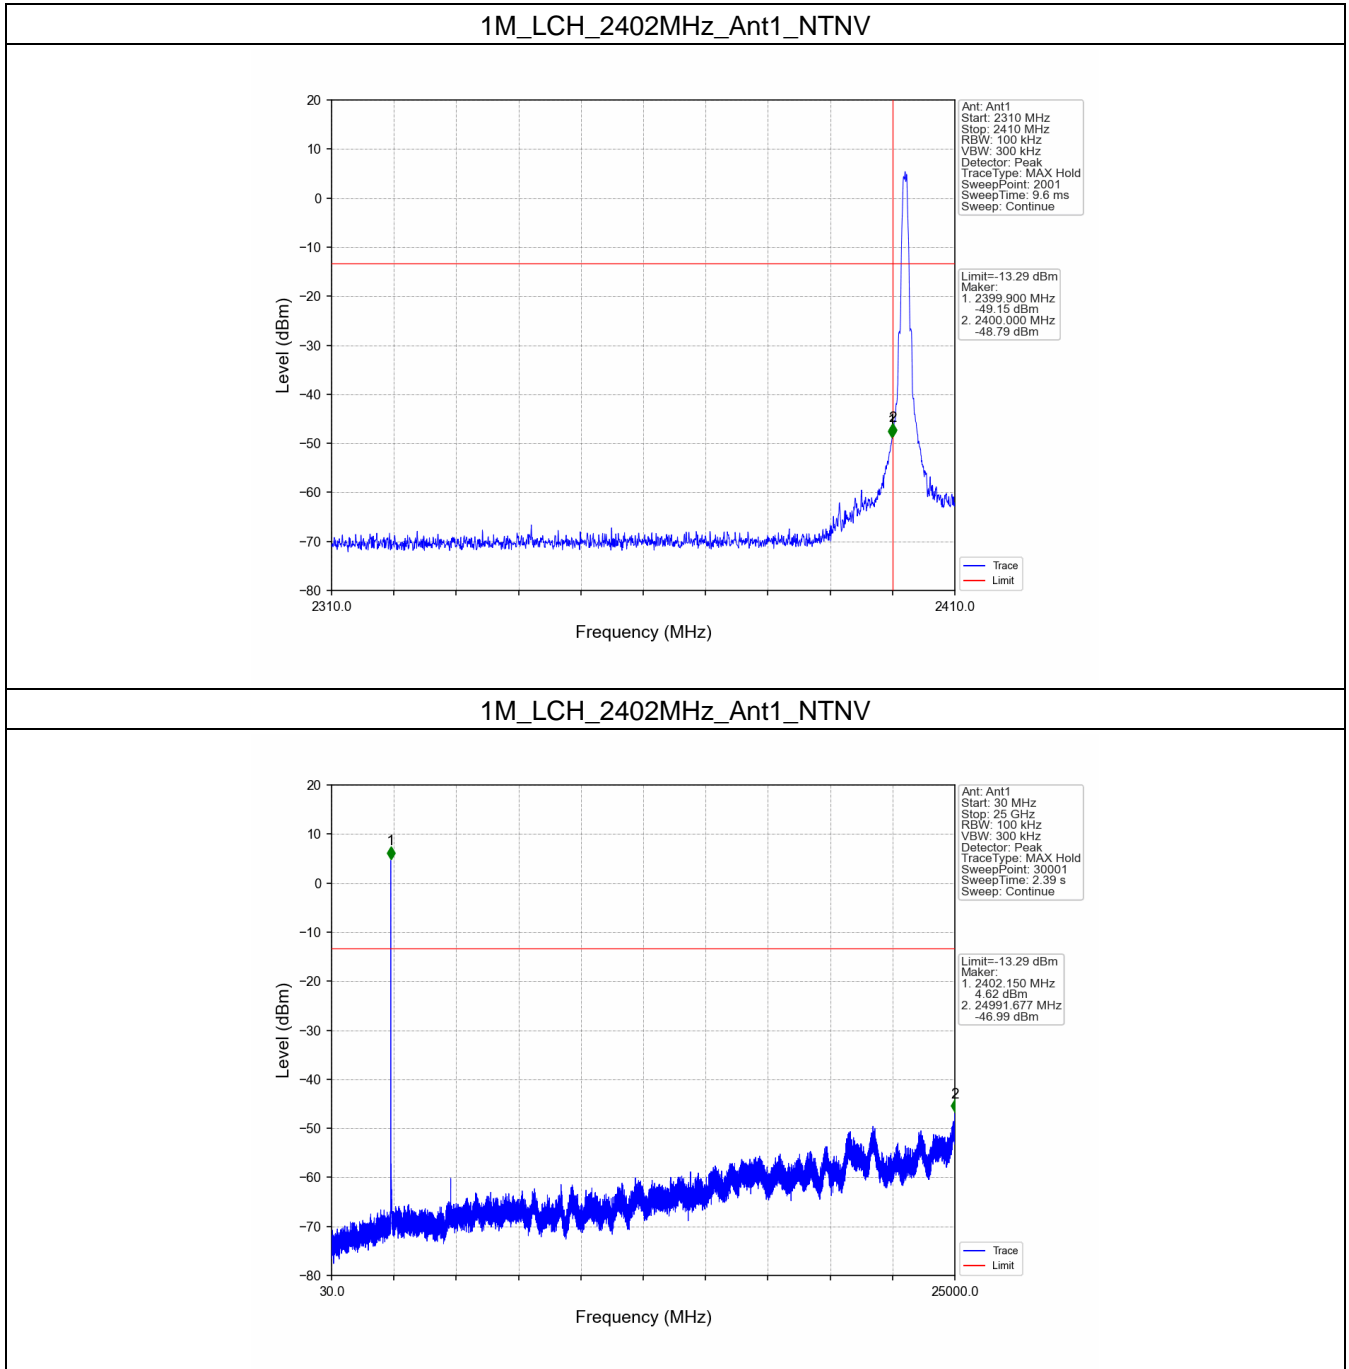 1M_LCH_2402MHz_Ant1_NTNV
20
10
0
−10
−20
−30
−40
−50
−60
−70
−80
Level (dBm)
2310.0
2410.0
Frequency (MHz)
2
Ant: Ant1
Start: 2310 MHz
Stop: 2410 MHz
RBW: 100 kHz
VBW: 300 kHz
Detector: Peak
TraceType: MAX Hold
SweepPoint: 2001
SweepTime: 9.6 ms
Sweep: Continue
Limit=-13.29 dBm
Maker:
1. 2399.900 MHz
-49.15 dBm
2. 2400.000 MHz
-48.79 dBm
Trace
Limit
1M_LCH_2402MHz_Ant1_NTNV
20
10
0
−10
−20
−30
−40
−50
−60
−70
−80
Level (dBm)
30.0
25000.0
Frequency (MHz)
1
2
Ant: Ant1
Start: 30 MHz
Stop: 25 GHz
RBW: 100 kHz
VBW: 300 kHz
Detector: Peak
TraceType: MAX Hold
SweepPoint: 30001
SweepTime: 2.39 s
Sweep: Continue
Limit=-13.29 dBm
Maker:
1. 2402.150 MHz
4.62 dBm
2. 24991.677 MHz
-46.99 dBm
Trace
Limit